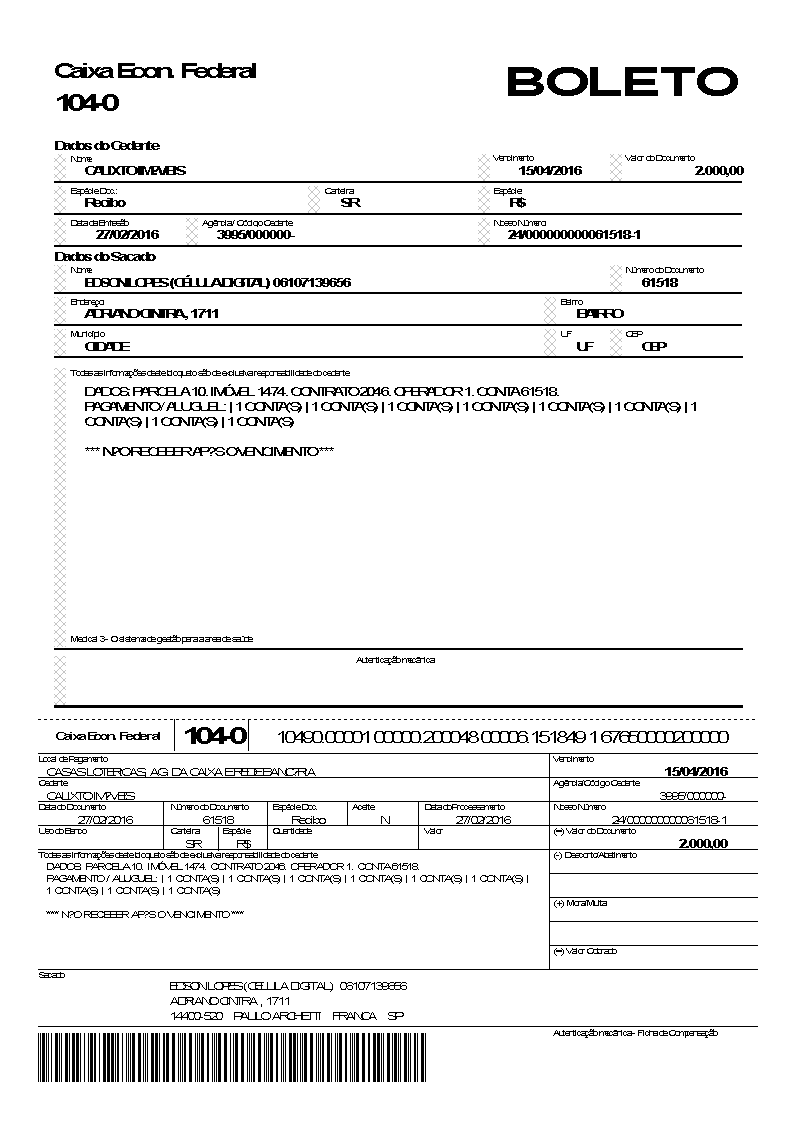 Caixa Econ. Federal
104-0
BOLETO
Dados do Cedente
Nome
CALIXTO IM?VEIS
Vencimento
15/04/2016
Valor do Documento
2.000,00
Espécie Doc.:
Recibo
Carteira
SR
Espécie
R$
Data da Emissão
27/02/2016
Agência / Código Cedente
3995/000000-
Nosso Número
24/000000000061518-1
Dados do Sacado
Nome
EDSON LOPES (CÉLULA DIGITAL) 06107139656
Número do Documento
61518
Endereço
ADRIANO CINTRA, 1711
Bairro
BAIRRO
Município
CIDADE
UF
UF
CEP
CEP
Todas as informações deste bloqueto são de exclusiva responsabilidade do cedente
DADOS: PARCELA 10. IMÓVEL 1474. CONTRATO 2046. OPERADOR 1. CONTA 61518.
PAGAMENTO / ALUGUEL: | 1 CONTA(S) | 1 CONTA(S) | 1 CONTA(S) | 1 CONTA(S) | 1 CONTA(S) | 1 CONTA(S) | 1
CONTA(S) | 1 CONTA(S) | 1 CONTA(S)
*** N?O RECEBER AP?S O VENCIMENTO ***
Medical 3 - O sistema de gestão para a area de saúde
Autenticação mecânica
Caixa Econ. Federal
104-0
10490.00001 00000.200048 00006.151849 1 67650000200000
Local de Pagamento
CASAS LOTERICAS, AG. DA CAIXA E REDE BANC?RIA
Vencimento
15/04/2016
Cedente
CALIXTO IM?VEIS
Agência/Código Cedente
3995/000000-
Data do Documento
27/02/2016
Número do Documento
61518
Espécie Doc.
Recibo
Aceite
N
Data do Processamento
27/02/2016
Nosso Número
24/000000000061518-1
Uso do Banco
Carteira
SR
Espécie
R$
Quantidade
Valor
(=) Valor do Documento
2.000,00
Todas as informações deste bloqueto são de exclusiva responsabilidade do cedente
DADOS: PARCELA 10. IMÓVEL 1474. CONTRATO 2046. OPERADOR 1. CONTA 61518.
PAGAMENTO / ALUGUEL: | 1 CONTA(S) | 1 CONTA(S) | 1 CONTA(S) | 1 CONTA(S) | 1 CONTA(S) | 1 CONTA(S) |
1 CONTA(S) | 1 CONTA(S) | 1 CONTA(S)
*** N?O RECEBER AP?S O VENCIMENTO ***
(-) Desconto/Abatimento
(+) Mora/Multa
(=) Valor Cobrado
Sacado
EDSON LOPES (CELULA DIGITAL) 06107139656
ADRIANO CINTRA , 1711
14400-520 PAULO ARCHETTI FRANCA SP
Autenticação mecânica - Ficha de Compensação